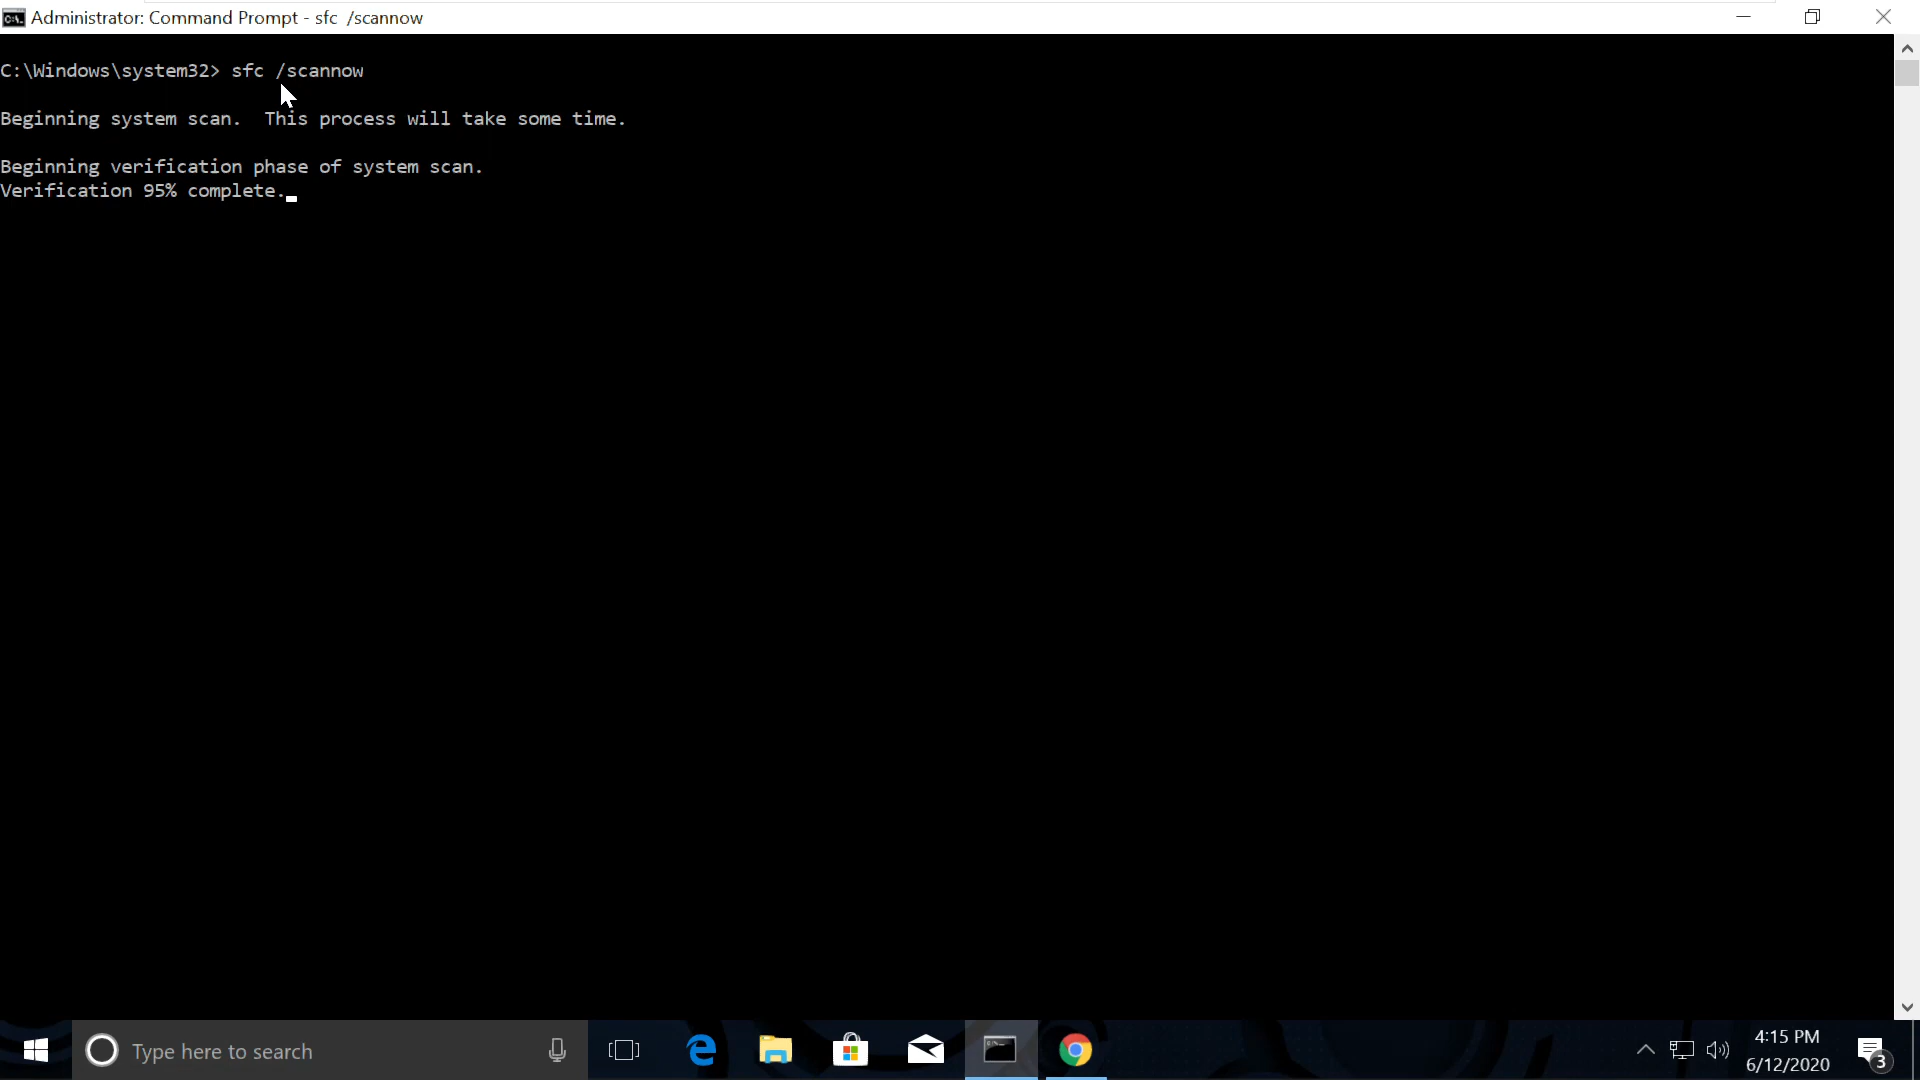 Administrator: Command Prompt - sfc  /scannow
C:\Windows\system32> sfc /scannow
Beginning system scan.  This process will take some time.
Beginning verification phase of system scan.
Verification 95% complete.
Type here to search
4:15 PM
6/12/2020
3